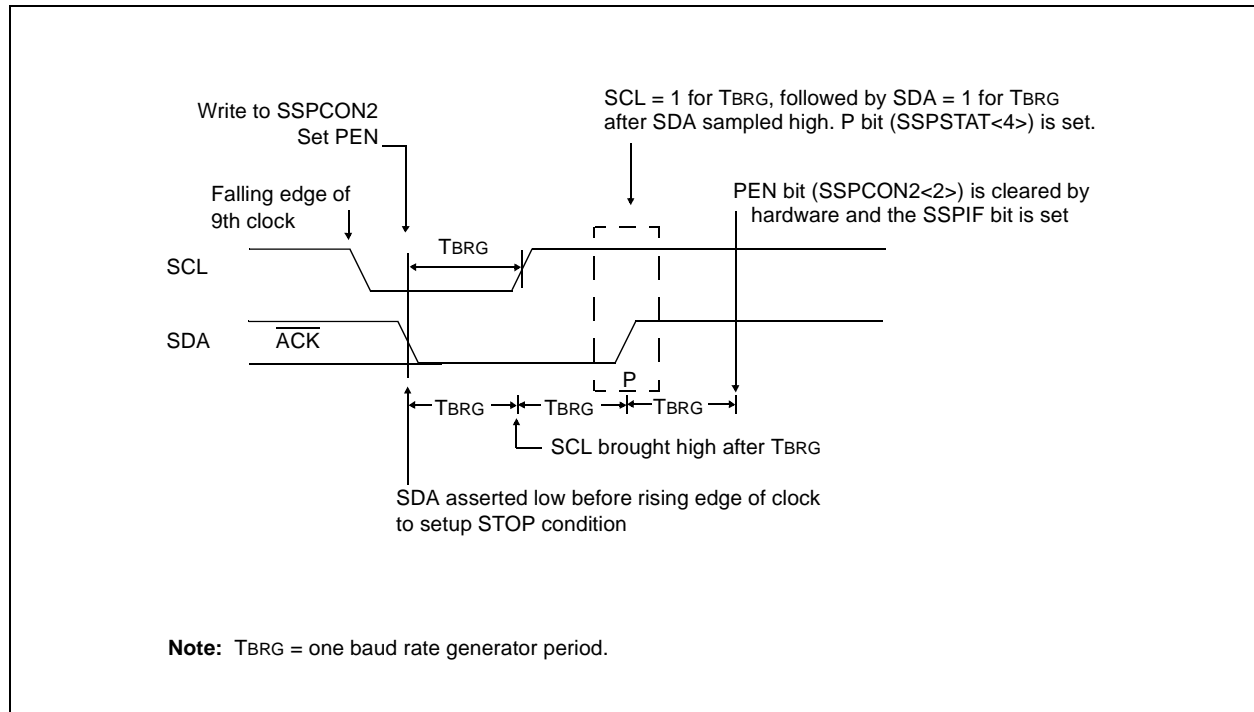 Write to SSPCON2
Set PEN
SCL = 1 for TBRG, followed by SDA = 1 for TBRG
after SDA sampled high. P bit (SSPSTAT<4>) is set.
Falling edge of
9th clock
PEN bit (SSPCON2<2>) is cleared by
hardware and the SSPIF bit is set
TBRG
SCL
SDA
ACK
P
TBRG
TBRG
TBRG
SCL brought high after TBRG
SDA asserted low before rising edge of clock
to setup STOP condition
Note: TBRG = one baud rate generator period.